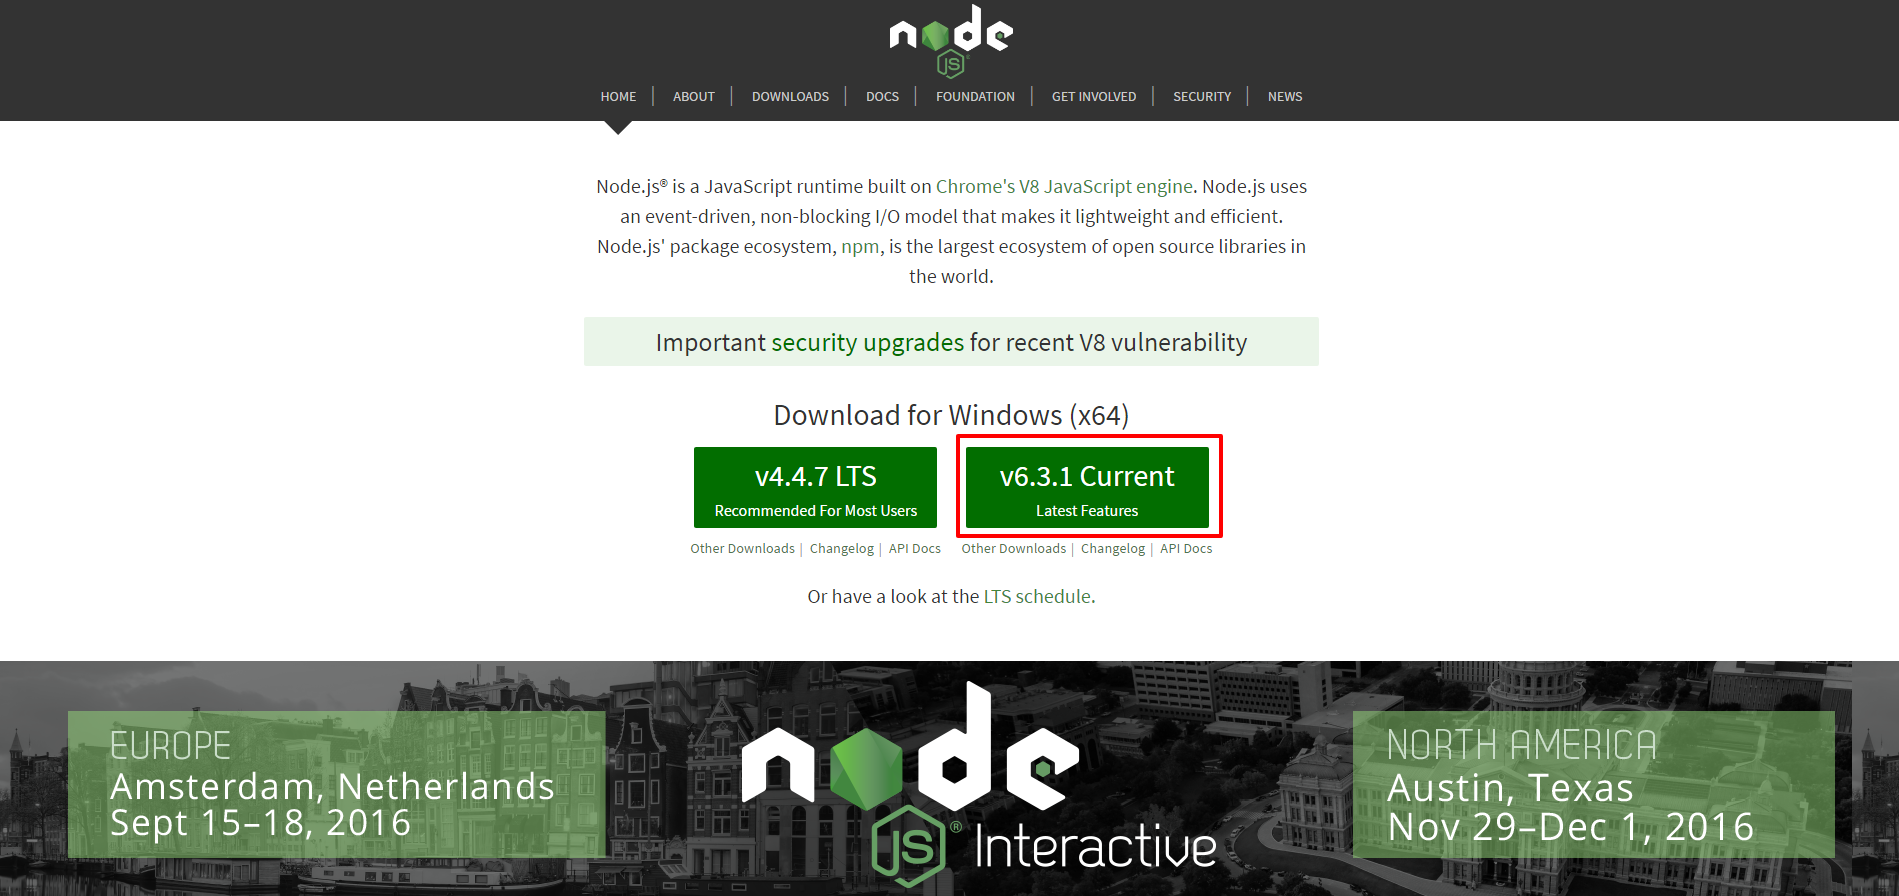 node
JS
HOME | ABOUT | DOWNLOADS | DOCS | FOUNDATION | GET INVOLVED | SECURITY | NEWS
Node.js® is a JavaScript runtime built on Chrome's V8 JavaScript engine. Node.js uses
an event-driven, non-blocking I/O model that makes it lightweight and efficient.
Node.js' package ecosystem, npm, is the largest ecosystem of open source libraries in
the world.
Important security upgrades for recent V8 vulnerability
Download for Windows (x64)
v4.4.7 LTS
Recommended For Most Users
Other Downloads | Changelog | API Docs
v6.3.1 Current
Latest Features
Other Downloads | Changelog | API Docs
Or have a look at the LTS schedule.
EUROPE
Amsterdam, Netherlands
Sept 15–18, 2016
node
JS® Interactive
NORTH AMERICA
Austin, Texas
Nov 29–Dec 1, 2016